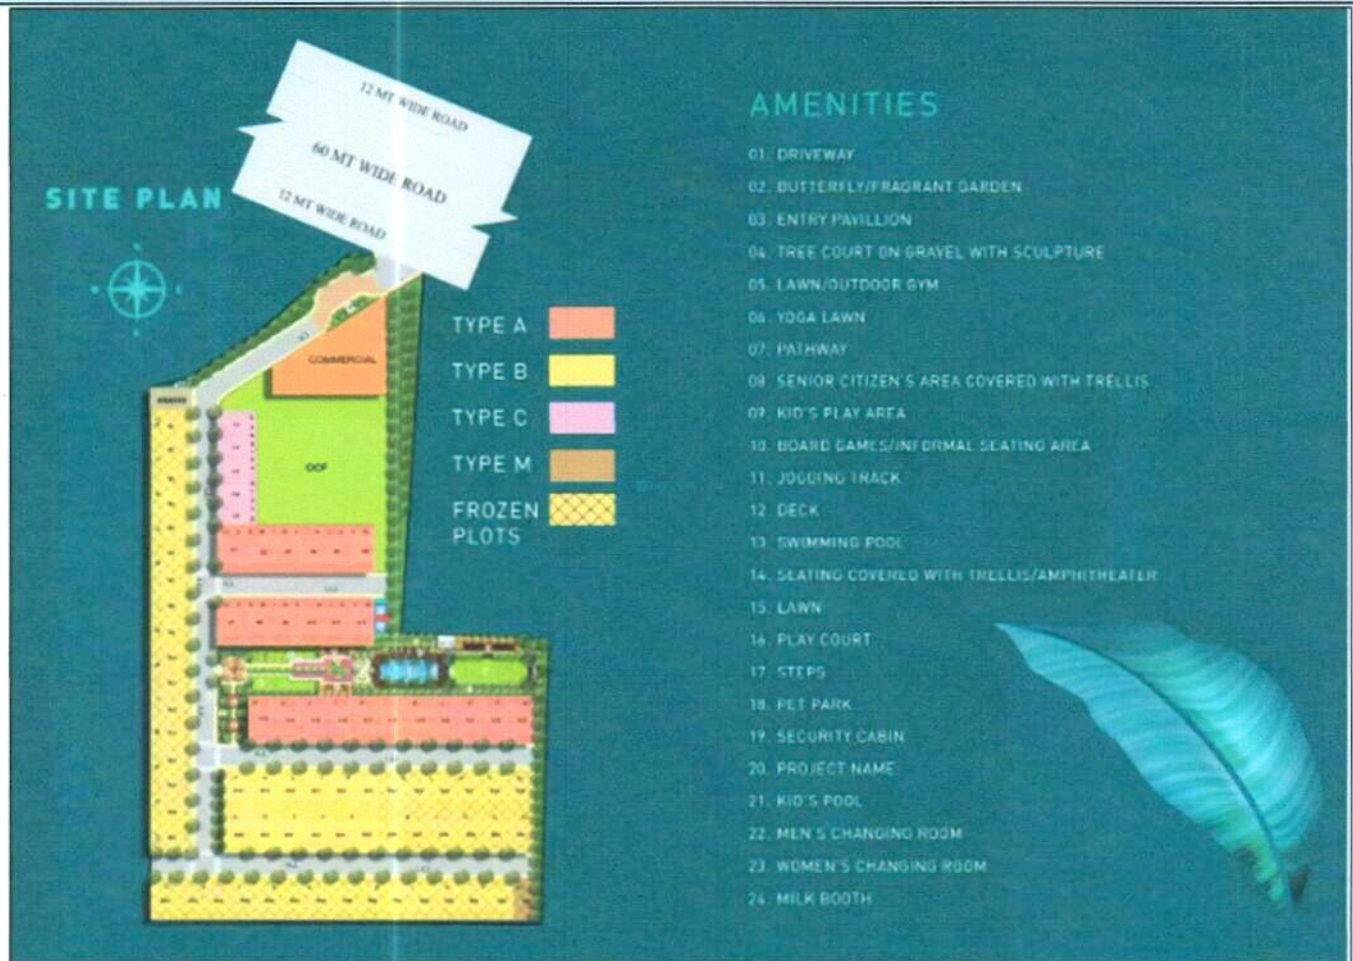 12 MT WIDE ROAD
60 MT WIDE ROAD
12 MT WIDE ROAD
SITE PLAN
COMMERCIAL
OCF
TYPE A
TYPE B
TYPE C
TYPE M
FROZEN
PLOTS
AMENITIES
01. DRIVEWAY
02. BUTTERFLY/FRAGRANT GARDEN
03. ENTRY PAVILLION
04. TREE COURT ON GRAVEL WITH SCULPTURE
05. LAWN/OUTDOOR GYM
06. YOGA LAWN
07. PATHWAY
08. SENIOR CITIZEN'S AREA COVERED WITH TRELLIS
09. KID'S PLAY AREA
10. BOARD GAMES/INFORMAL SEATING AREA
11. JOGGING TRACK
12. DECK
13. SWIMMING POOL
14. SEATING COVERED WITH TRELLIS/AMPHITHEATER
15. LAWN
16. PLAY COURT
17. STEPS
18. PET PARK
19. SECURITY CABIN
20. PROJECT NAME
21. KID'S POOL
22. MEN'S CHANGING ROOM
23. WOMEN'S CHANGING ROOM
24. MILK BOOTH